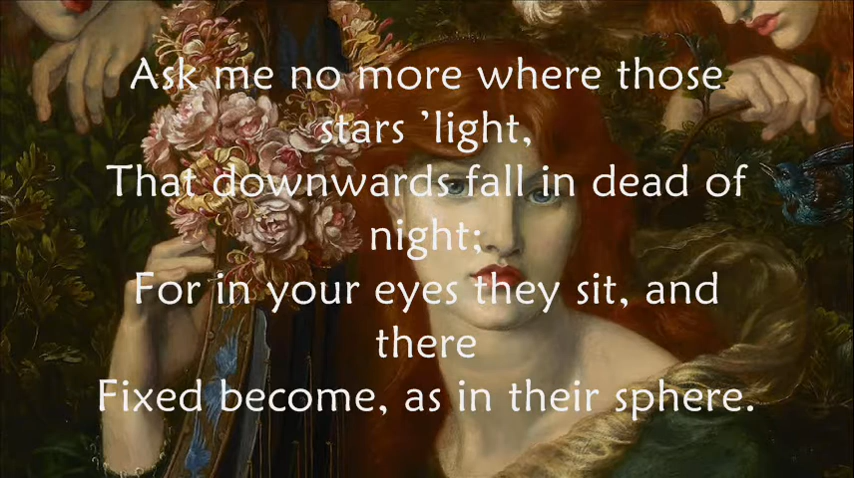 Ask me no more where those
stars ’light,
That downwards fall in dead of
night;
For in your eyes they sit, and
there
Fixed become, as in their sphere.